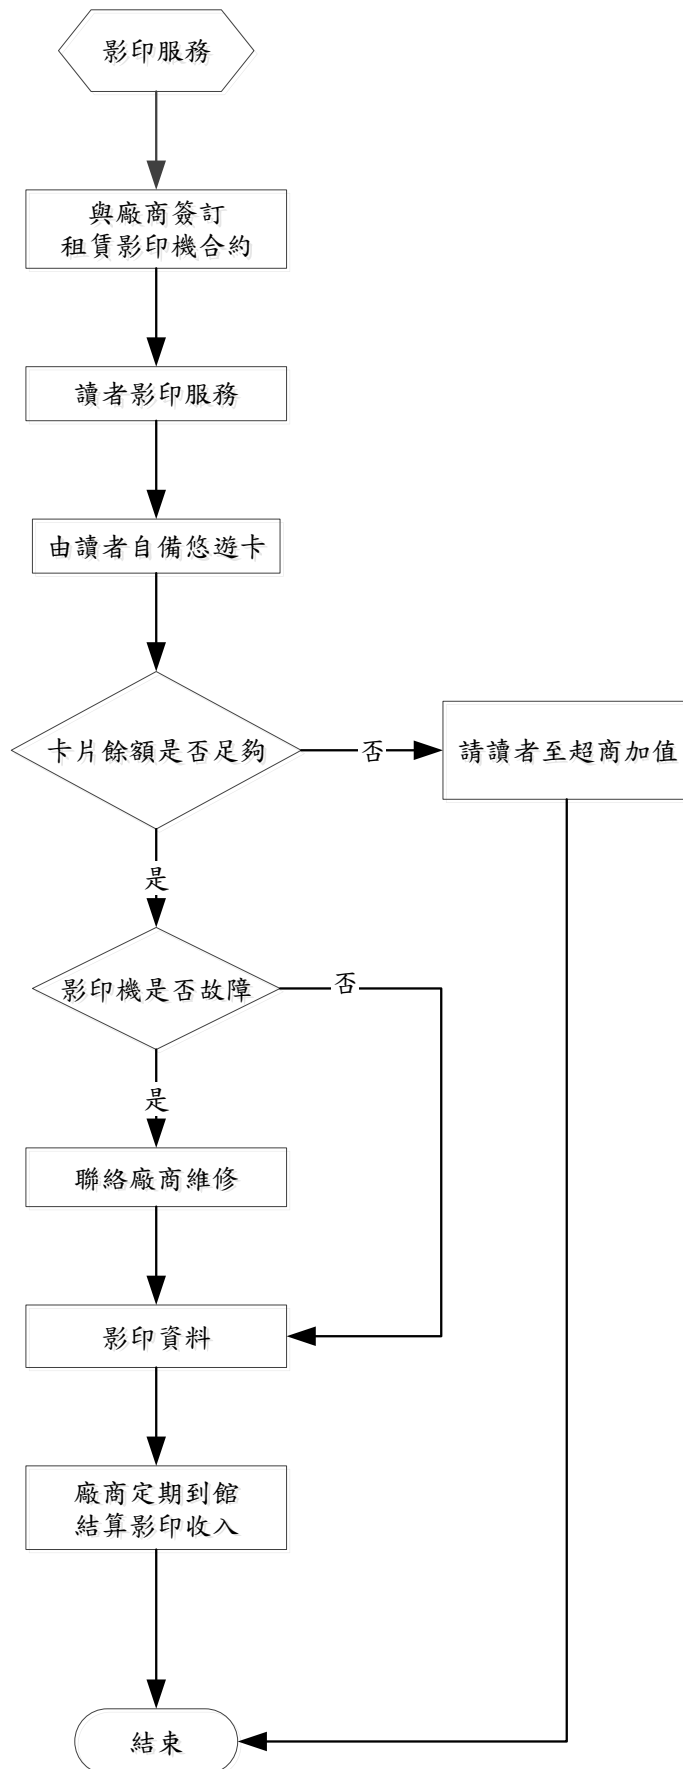 影印服務
與廠商簽訂
租賃影印機合約
讀者影印服務
由讀者自備悠遊卡
卡片餘額是否足夠
否
請讀者至超商加值
是
影印機是否故障
否
是
聯絡廠商維修
影印資料
廠商定期到館
結算影印收入
結束